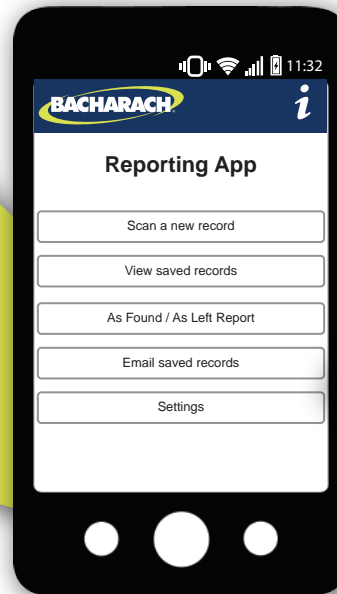 11:32
BACHARACH
i
Reporting App
Scan a new record
View saved records
As Found / As Left Report
Email saved records
Settings